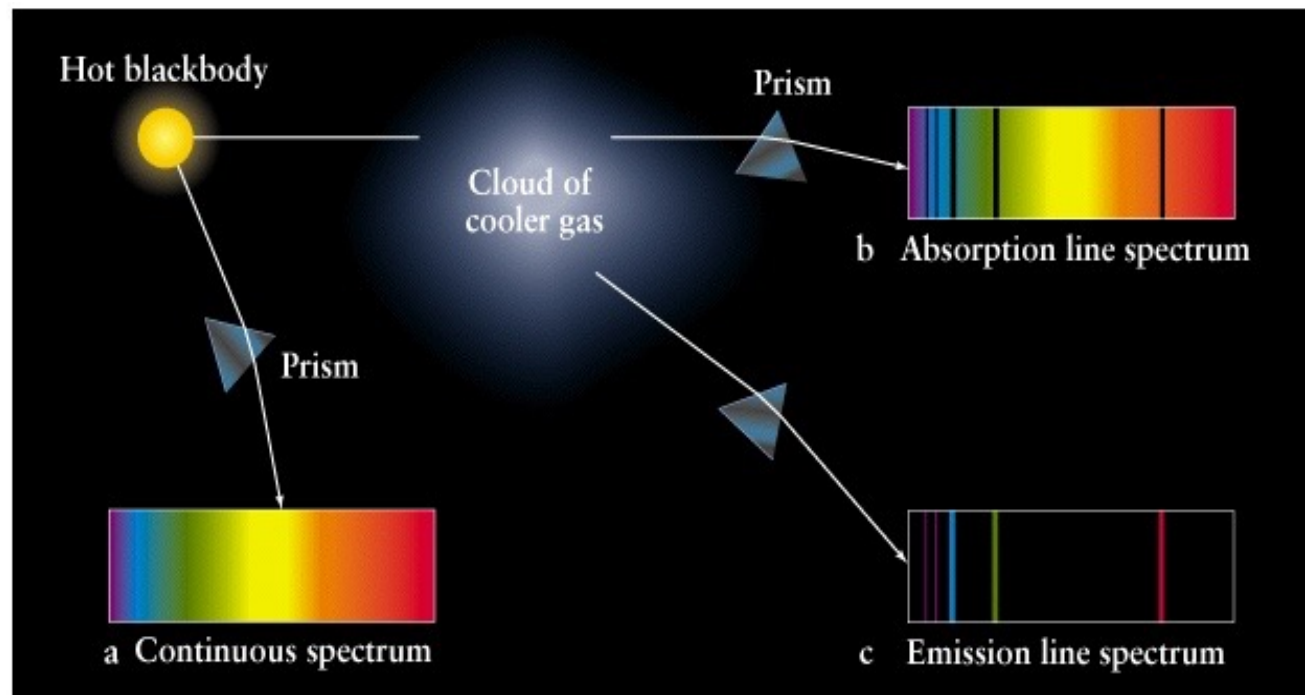 Hot blackbody
Prism
Cloud of
cooler gas
b Absorption line spectrum
Prism
a Continuous spectrum
c Emission line spectrum